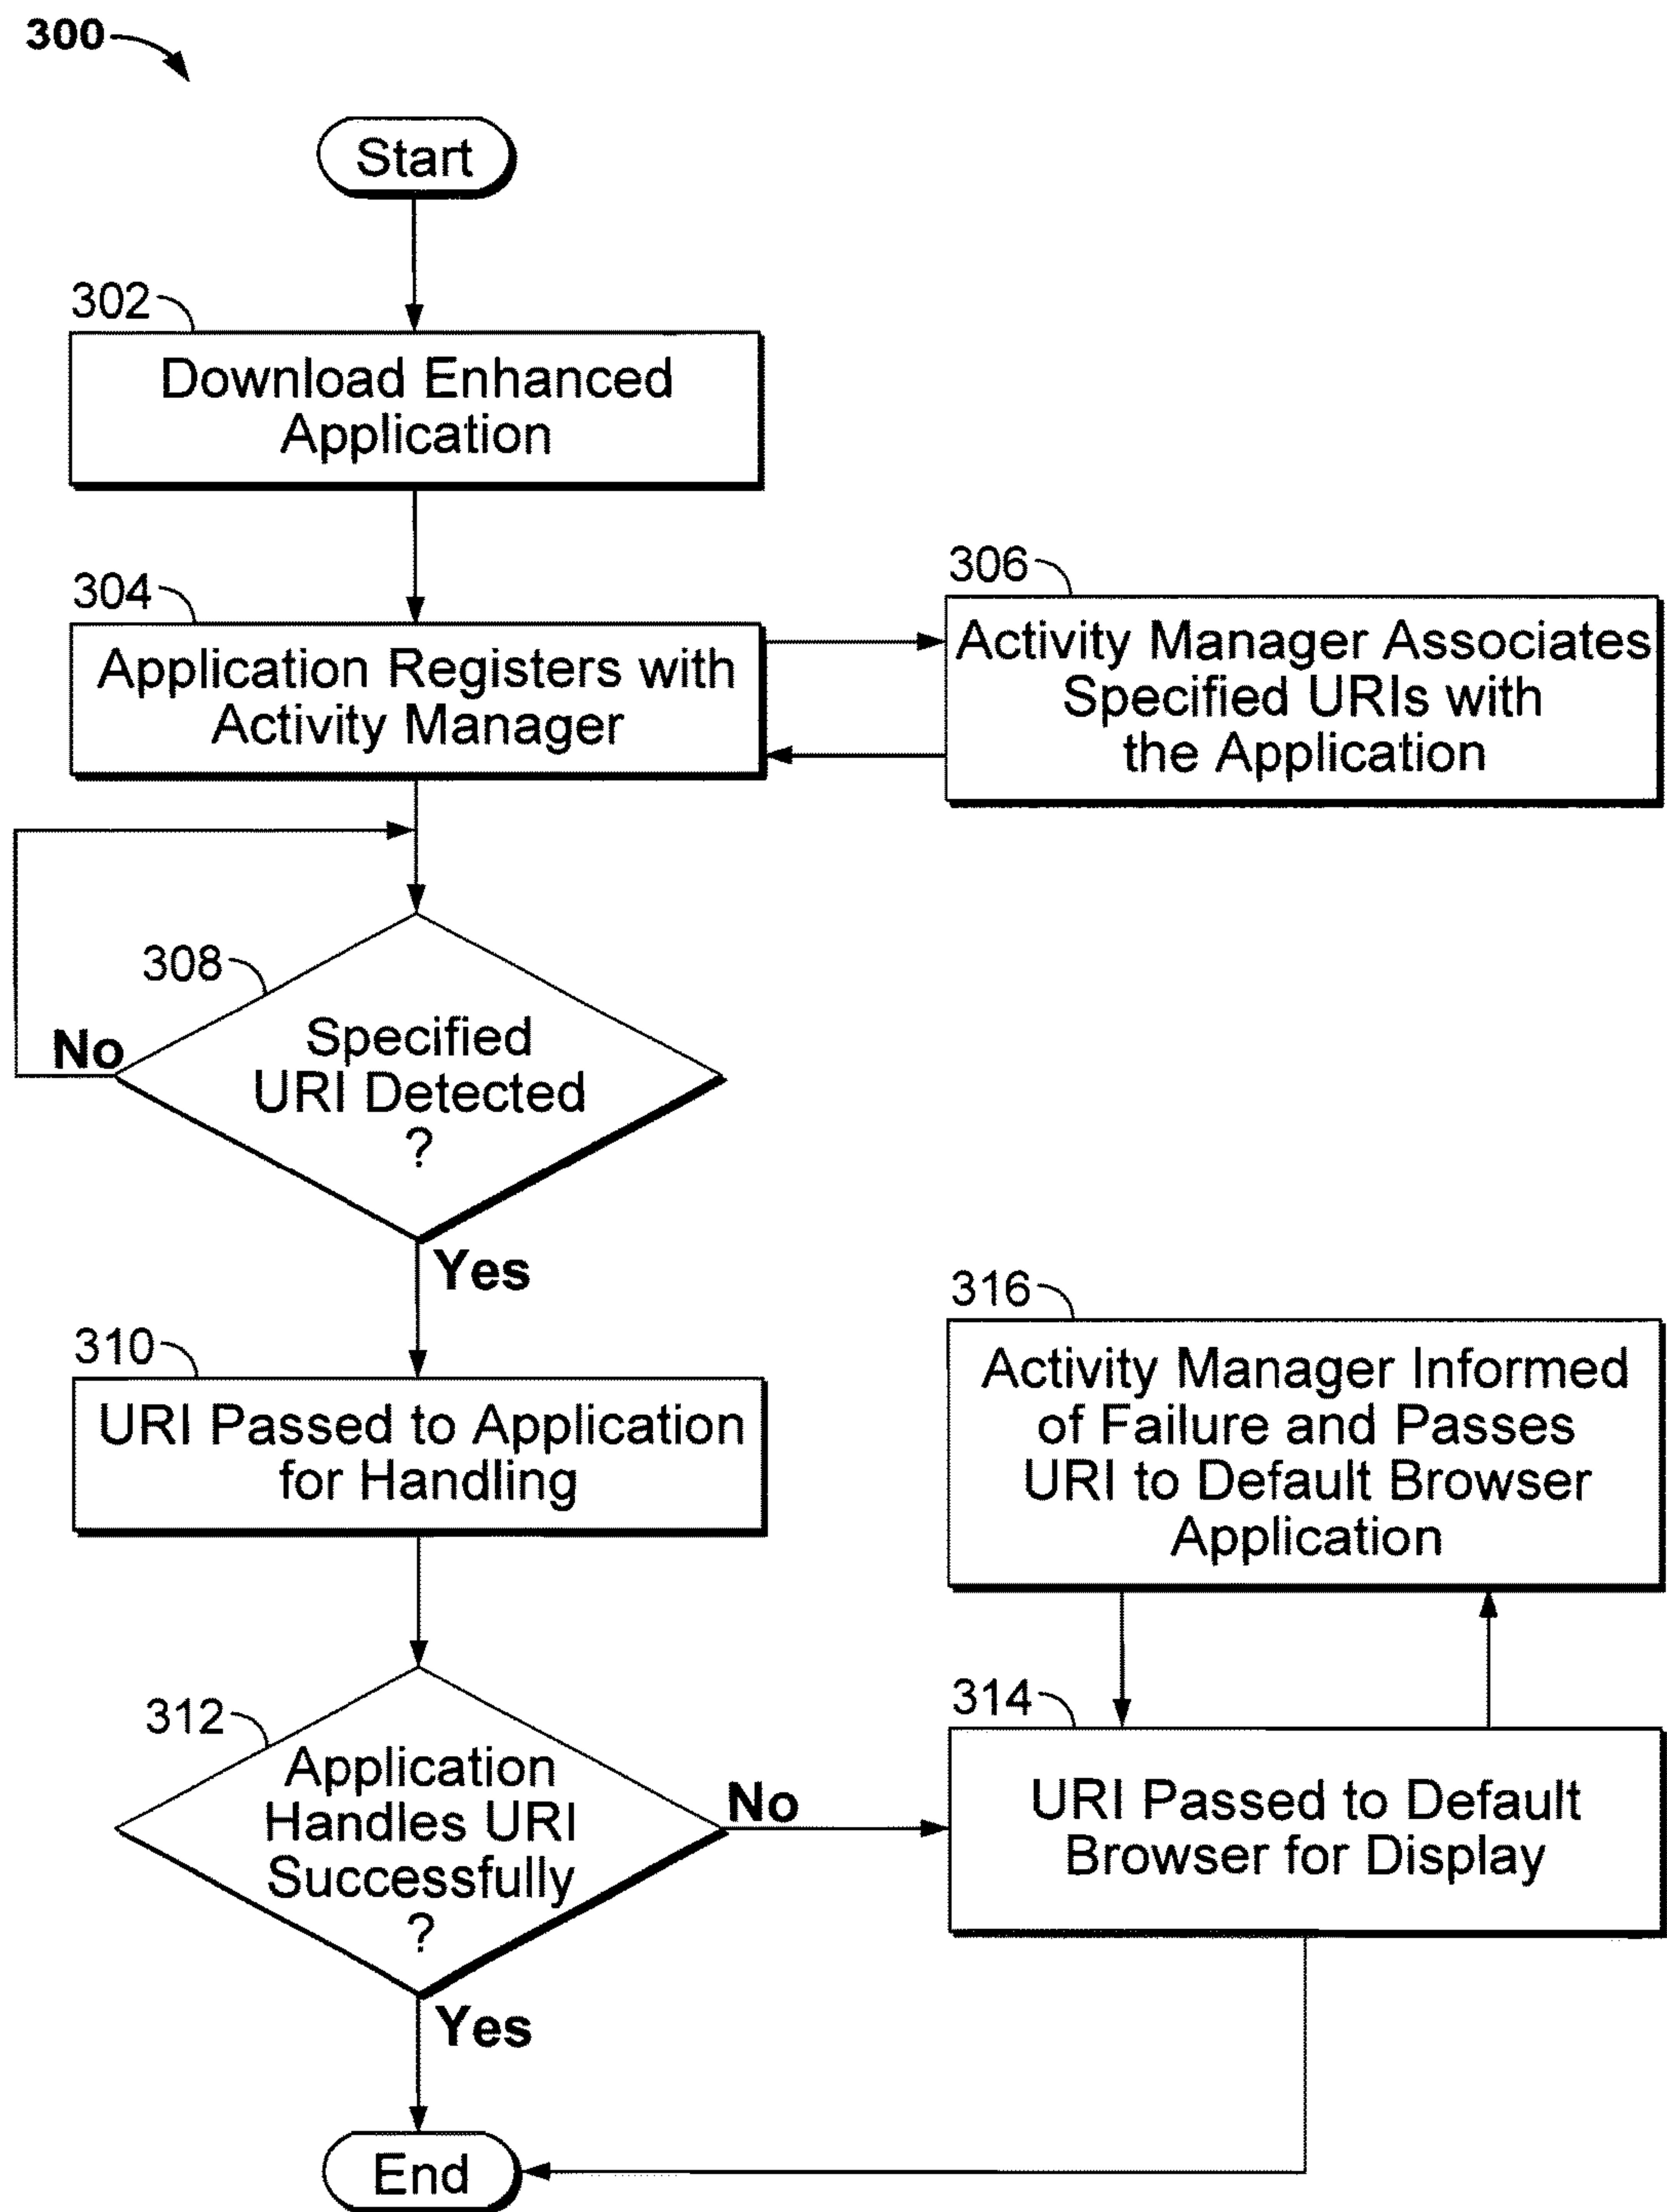 300
Start
302
Download Enhanced
Application
304
Application Registers with
Activity Manager
306
Activity Manager Associates
Specified URIs with
the Application
308
No
Specified
URI Detected
?
Yes
310
URI Passed to Application
for Handling
316
Activity Manager Informed
of Failure and Passes
URI to Default Browser
Application
312
Application
Handles URI
Successfully
?
No
314
URI Passed to Default
Browser for Display
Yes
End